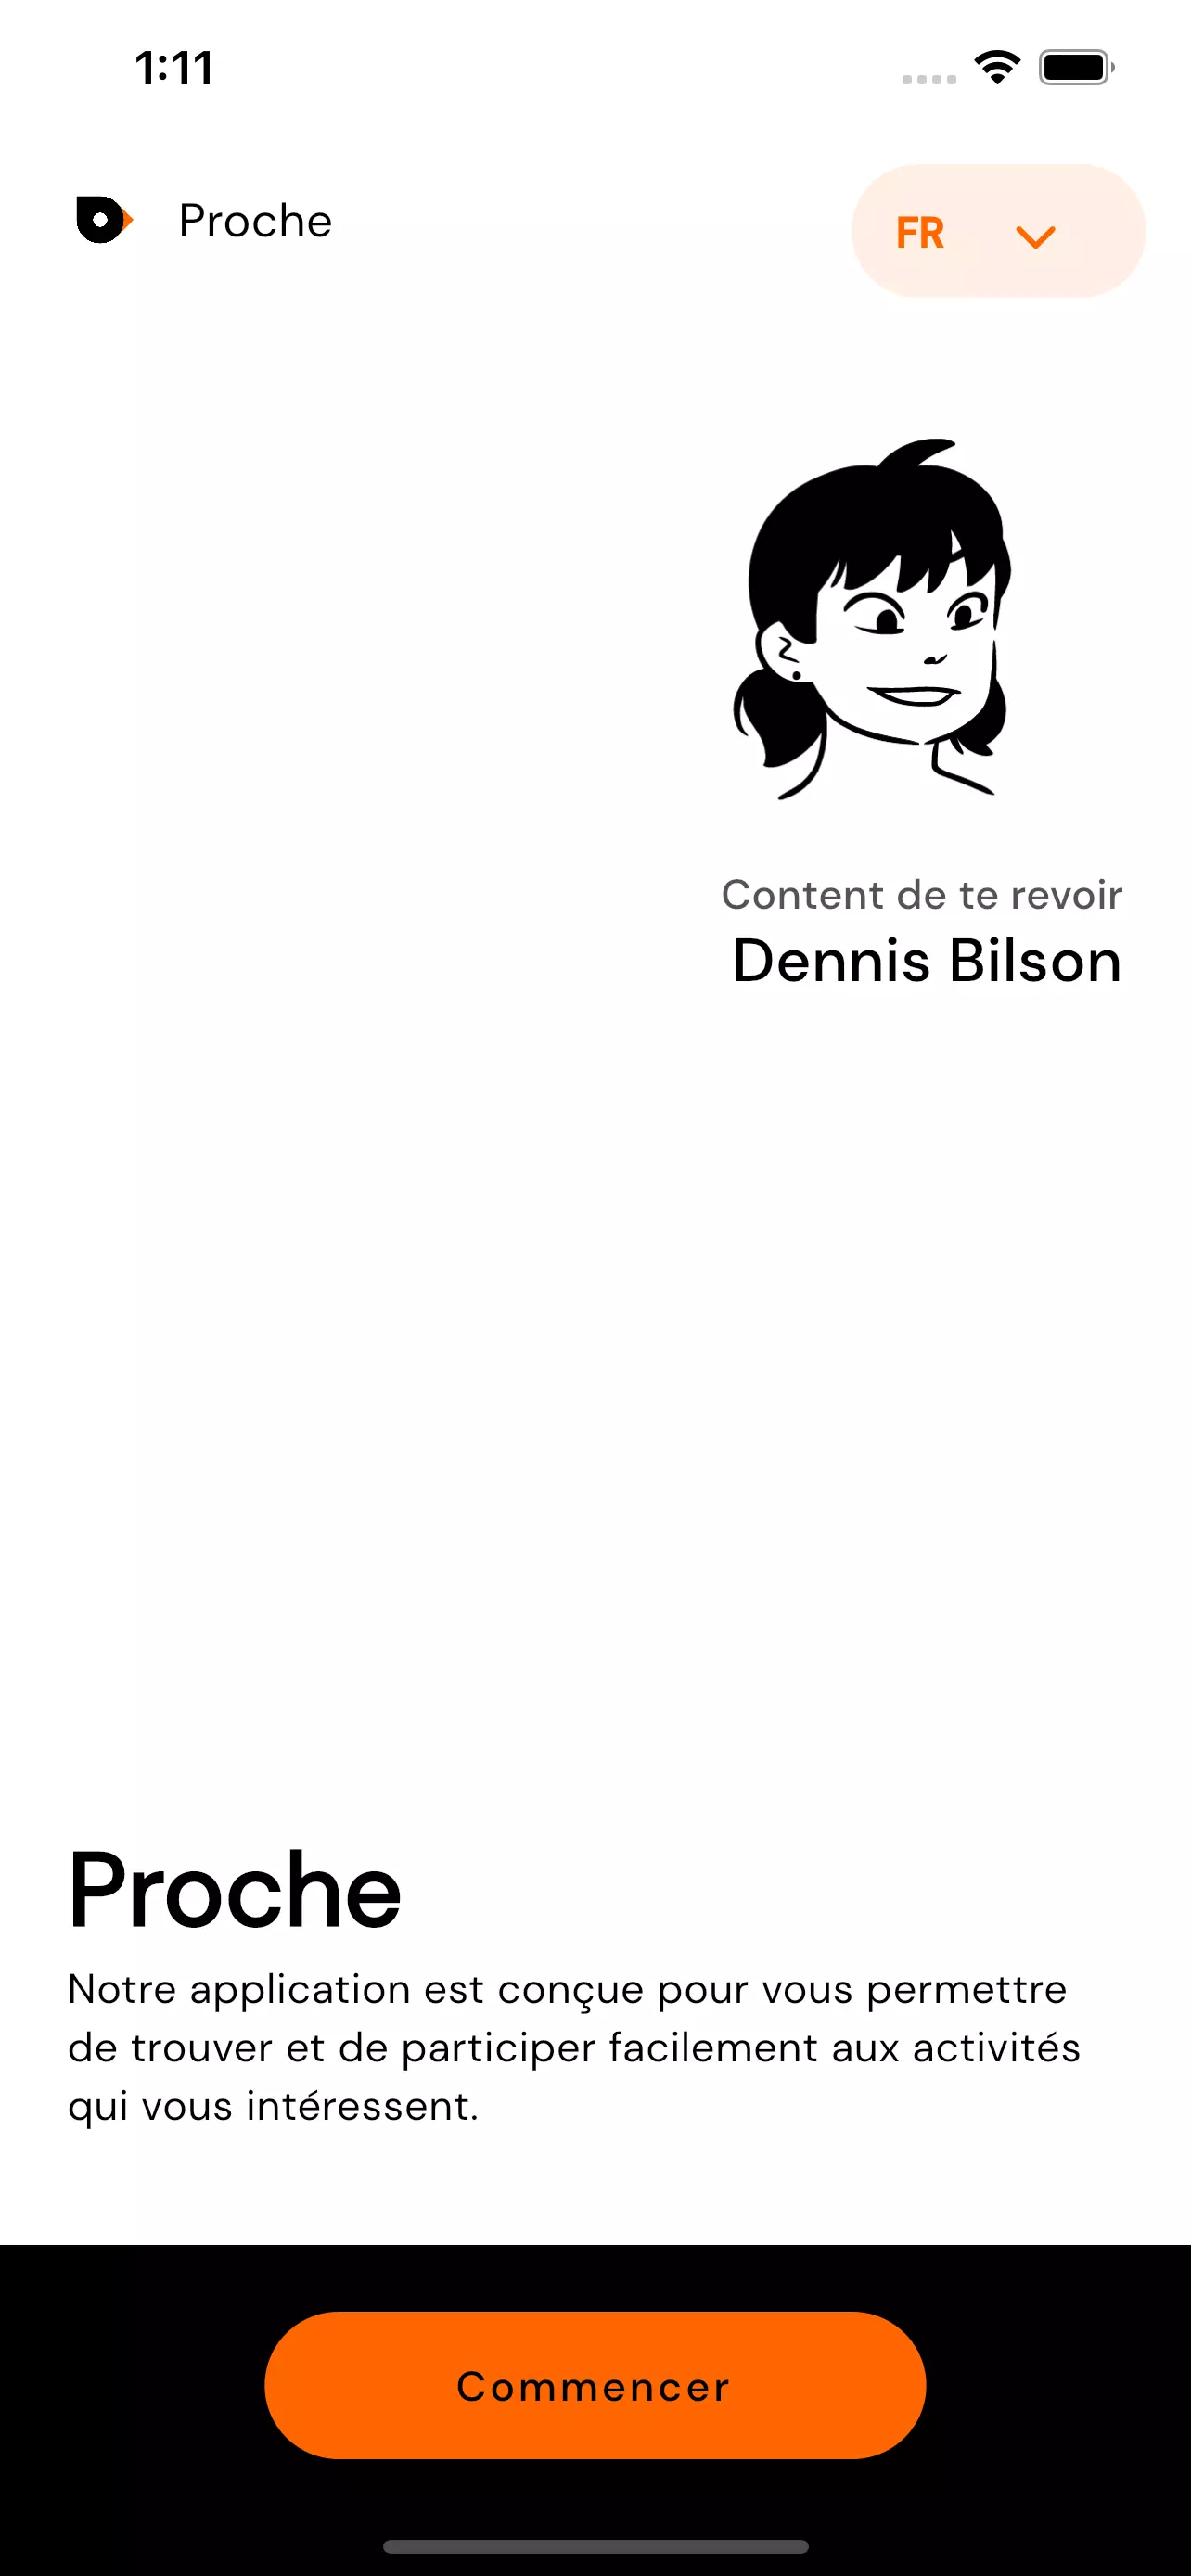 1:11
Proche
FR
Content de te revoir
Dennis Bilson
Proche
Notre application est conçue pour vous permettre
de trouver et de participer facilement aux activités
qui vous intéressent.
Commencer